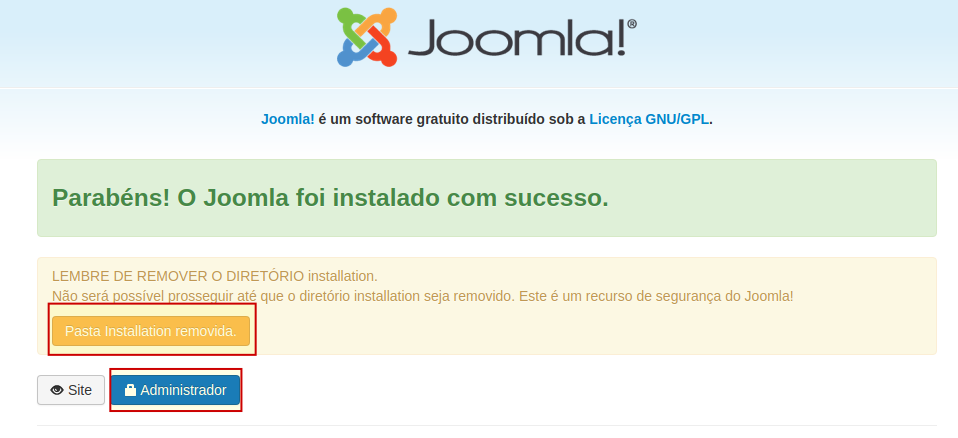 Joomla!®
Joomla! é um software gratuito distribuído sob a Licença GNU/GPL.
Parabéns! O Joomla foi instalado com sucesso.
LEMBRE DE REMOVER O DIRETÓRIO installation.
Não será possível prosseguir até que o diretório installation seja removido. Este é um recurso de segurança do Joomla!
Pasta Installation removida.
Site Administrador